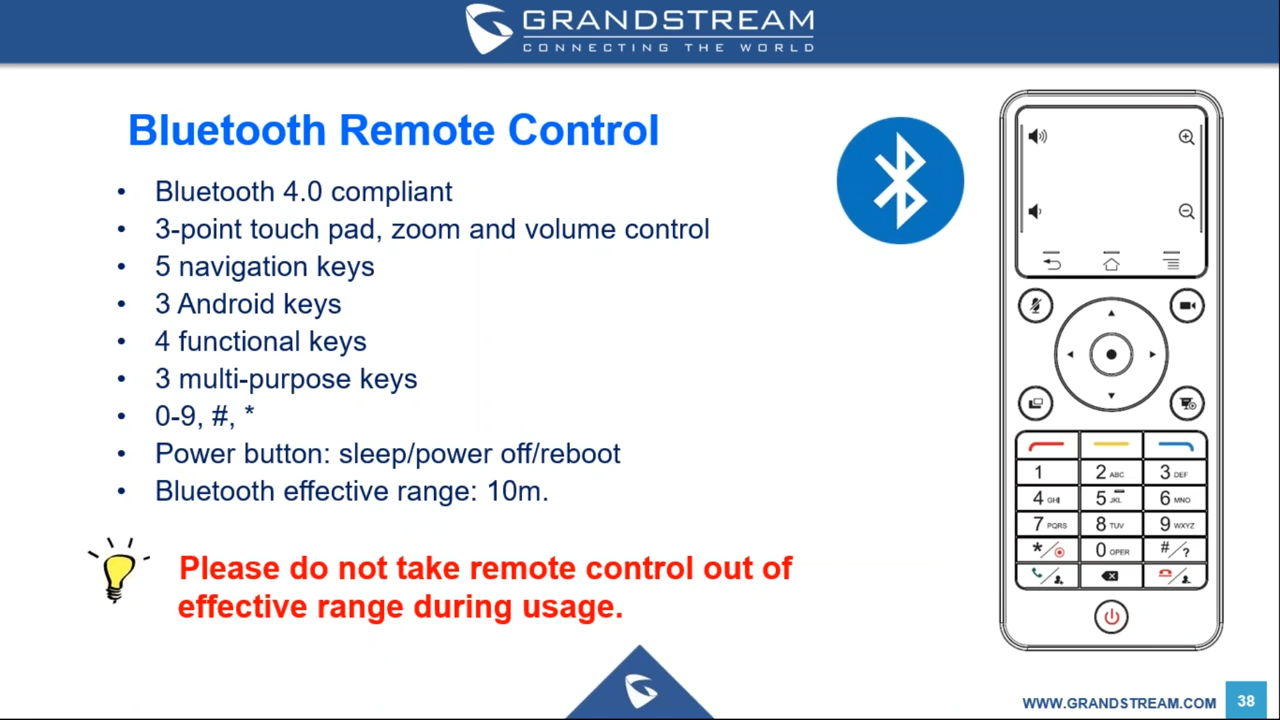 GRANDSTREAM
CONNECTING THE WORLD
Bluetooth Remote Control
• Bluetooth 4.0 compliant
• 3-point touch pad, zoom and volume control
• 5 navigation keys
• 3 Android keys
• 4 functional keys
• 3 multi-purpose keys
• 0-9, #, *
• Power button: sleep/power off/reboot
• Bluetooth effective range: 10m.
Please do not take remote control out of
effective range during usage.
1 2 ABC 3 DEF
4 GHI 5 JKL 6 MNO
7 PQRS 8 TUV 9 WXYZ
*/ 0 OPER #/?
WWW.GRANDSTREAM.COM 38